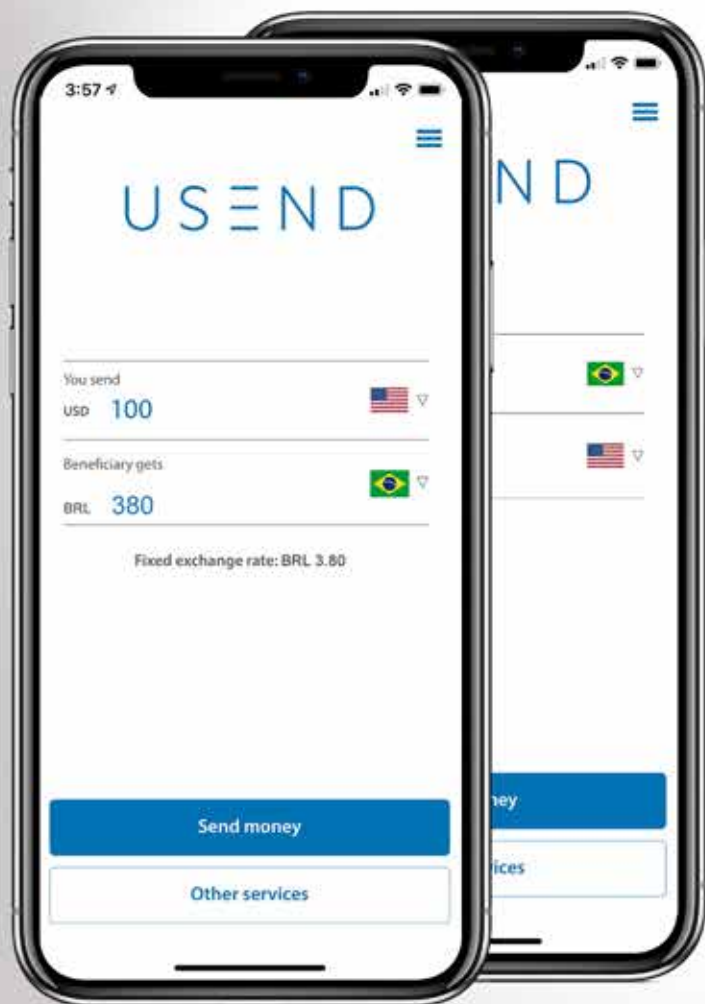 3:57
USEND
You send
USD 100
Beneficiary gets
BRL 380
Fixed exchange rate: BRL 3.80
Send money
Other services
ND
ney
ices